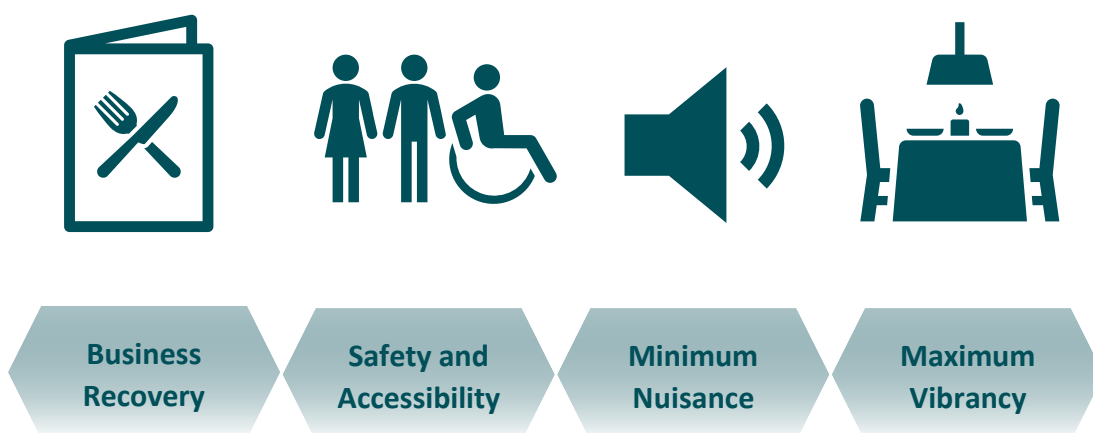 Business
Recovery
Safety and
Accessibility
Minimum
Nuisance
Maximum
Vibrancy